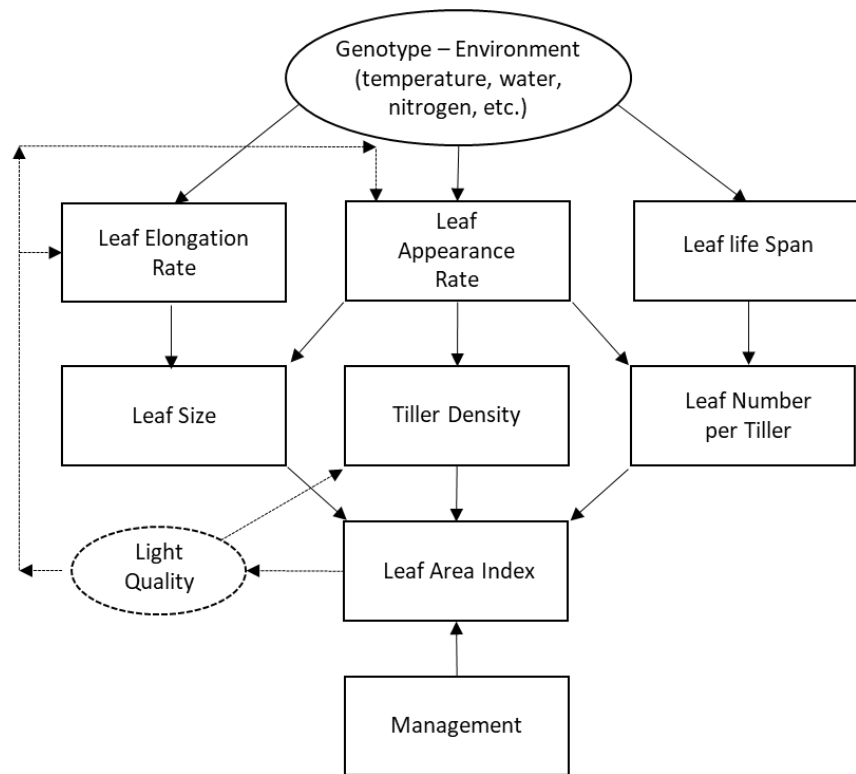 Genotype – Environment
(temperature, water,
nitrogen, etc.)
Leaf Elongation
Rate
Leaf
Appearance
Rate
Leaf life Span
Leaf Size
Tiller Density
Leaf Number
per Tiller
Light
Quality
Leaf Area Index
Management